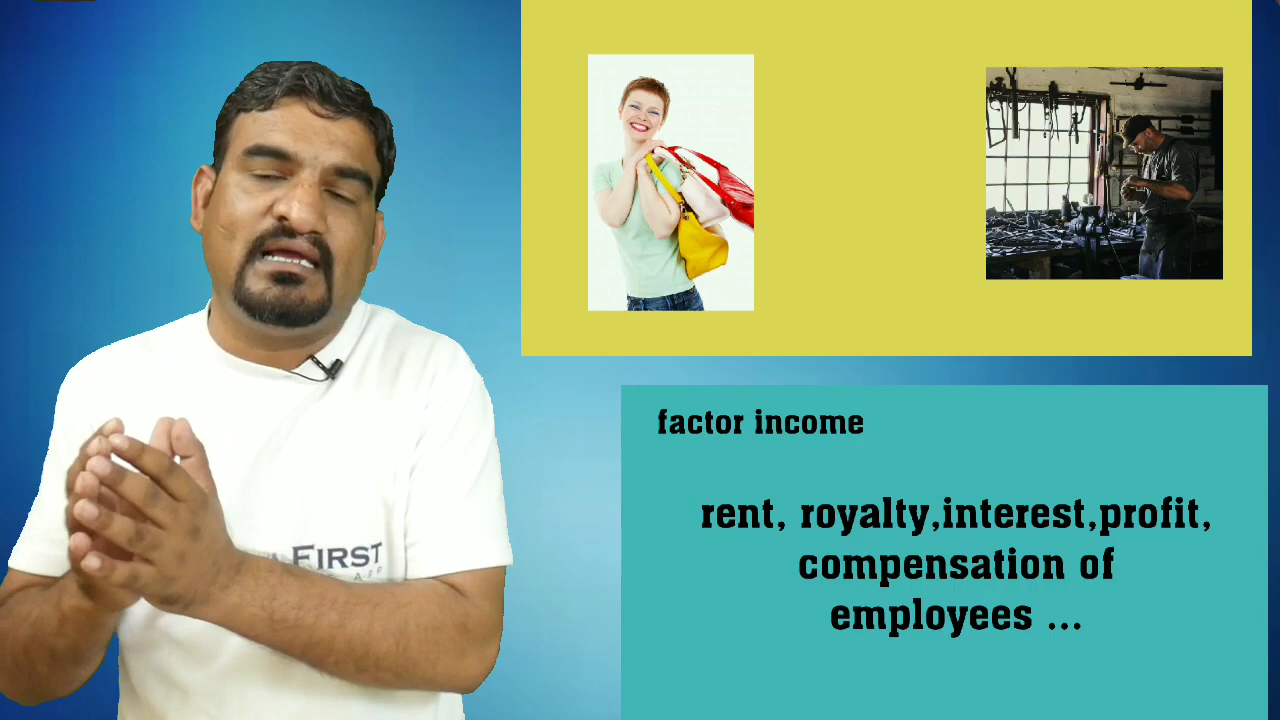 factor income
rent, royalty,interest,profit,
compensation of
employees ...
FIRST